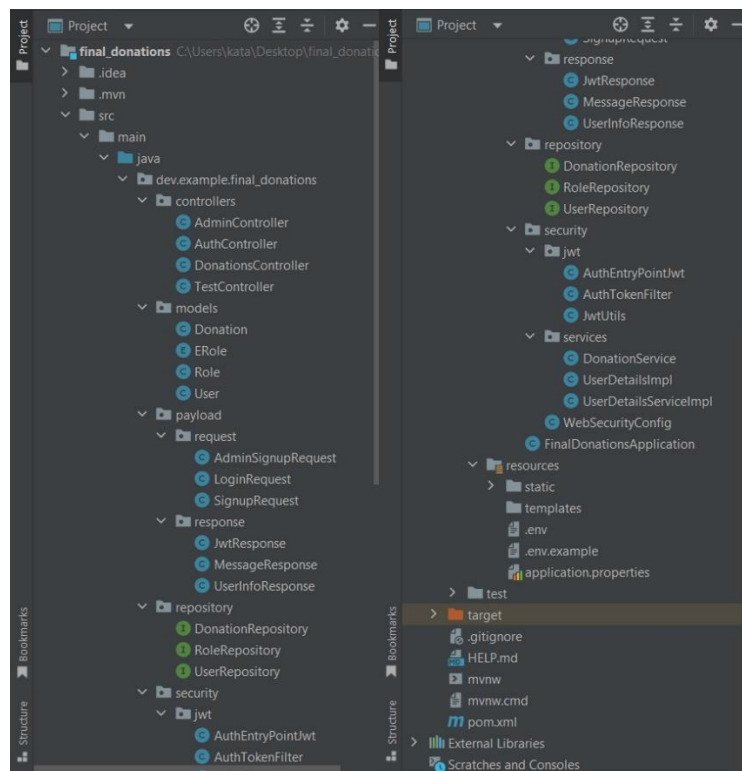 Project
Project
final_donations C:\Users\kata\Desktop\final_donatio
.idea
.mvn
src
main
java
dev.example.final_donations
controllers
AdminController
AuthController
DonationsController
TestController
models
Donation
ERole
Role
User
payload
request
AdminSignupRequest
LoginRequest
SignupRequest
response
JwtResponse
MessageResponse
UserInfoResponse
repository
DonationRepository
RoleRepository
UserRepository
security
jwt
AuthEntryPointJwt
AuthTokenFilter
Bookmarks
Structure
Project
Project
SignupRequest
response
JwtResponse
MessageResponse
UserInfoResponse
repository
DonationRepository
RoleRepository
UserRepository
security
jwt
AuthEntryPointJwt
AuthTokenFilter
JwtUtils
services
DonationService
UserDetailsImpl
UserDetailsServiceImpl
WebSecurityConfig
FinalDonationsApplication
resources
static
templates
.env
.env.example
application.properties
test
target
.gitignore
HELP.md
mvnw
mvnw.cmd
pom.xml
External Libraries
Scratches and Consoles
Bookmarks
Structure